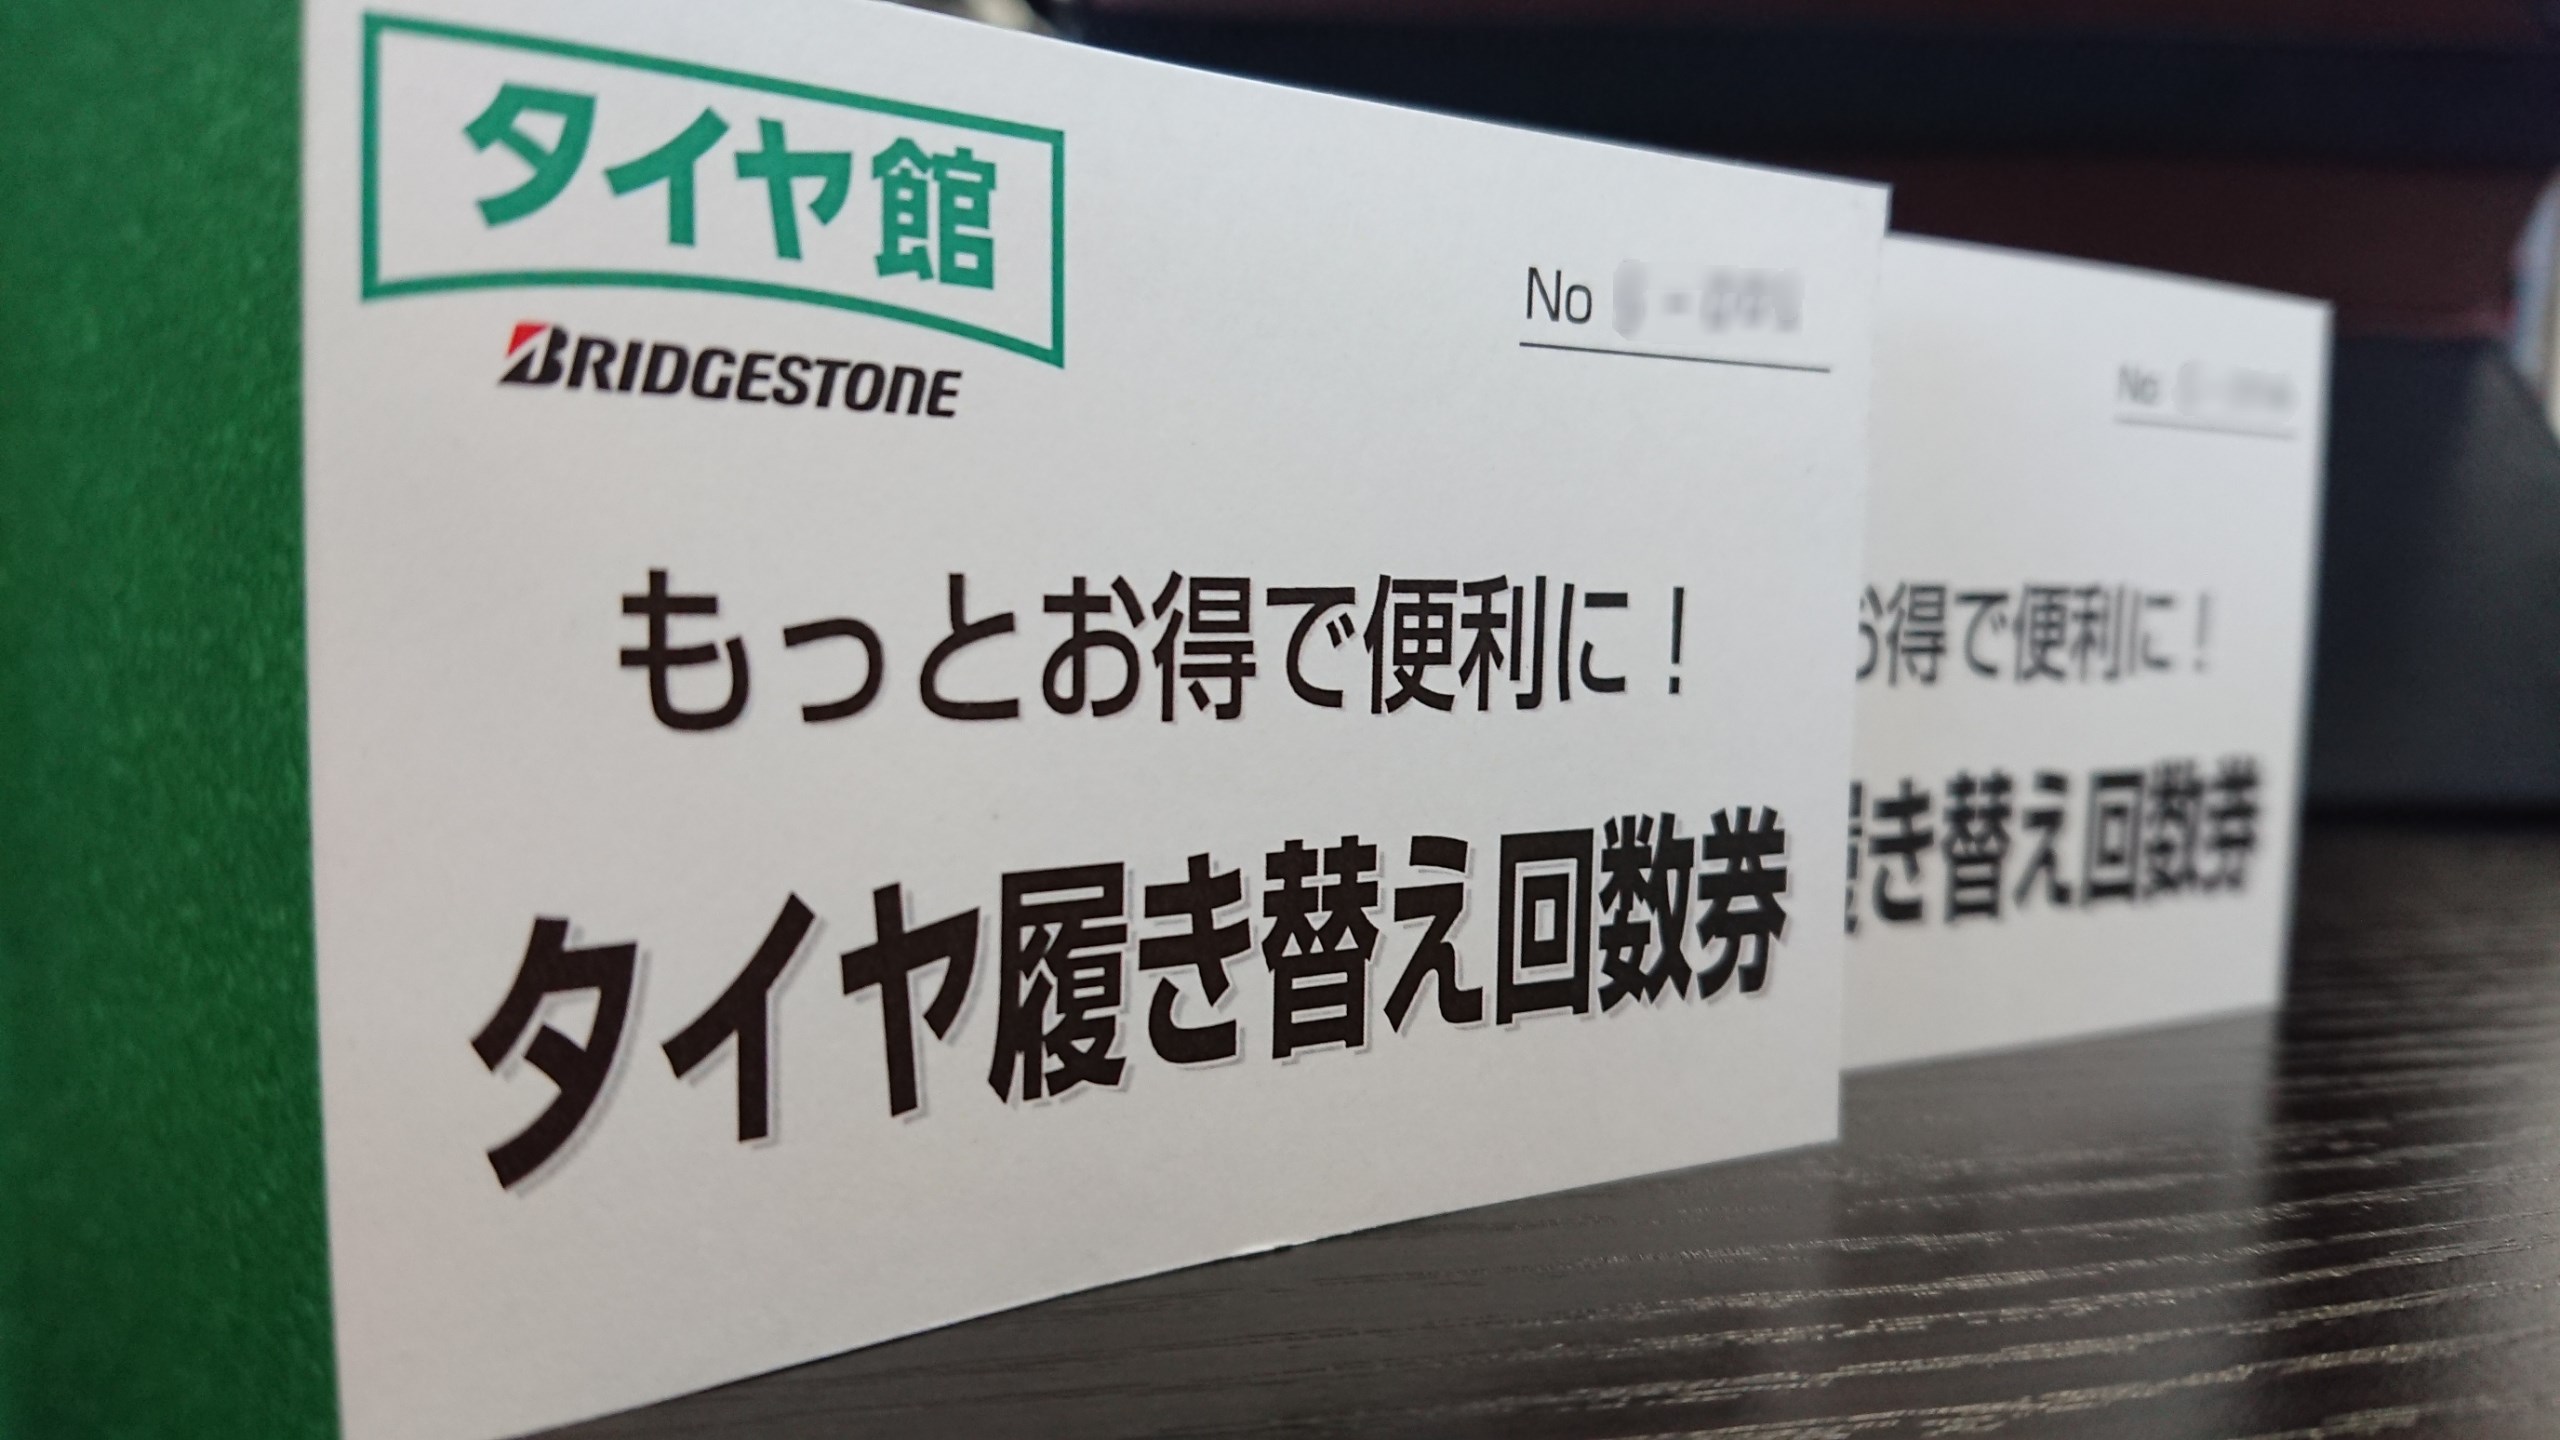 タイヤ館
BRIDGESTONE
No
もっとお得で便利に！
タイヤ履き替え回数券
No
お得で便利に！
履き替え回数券